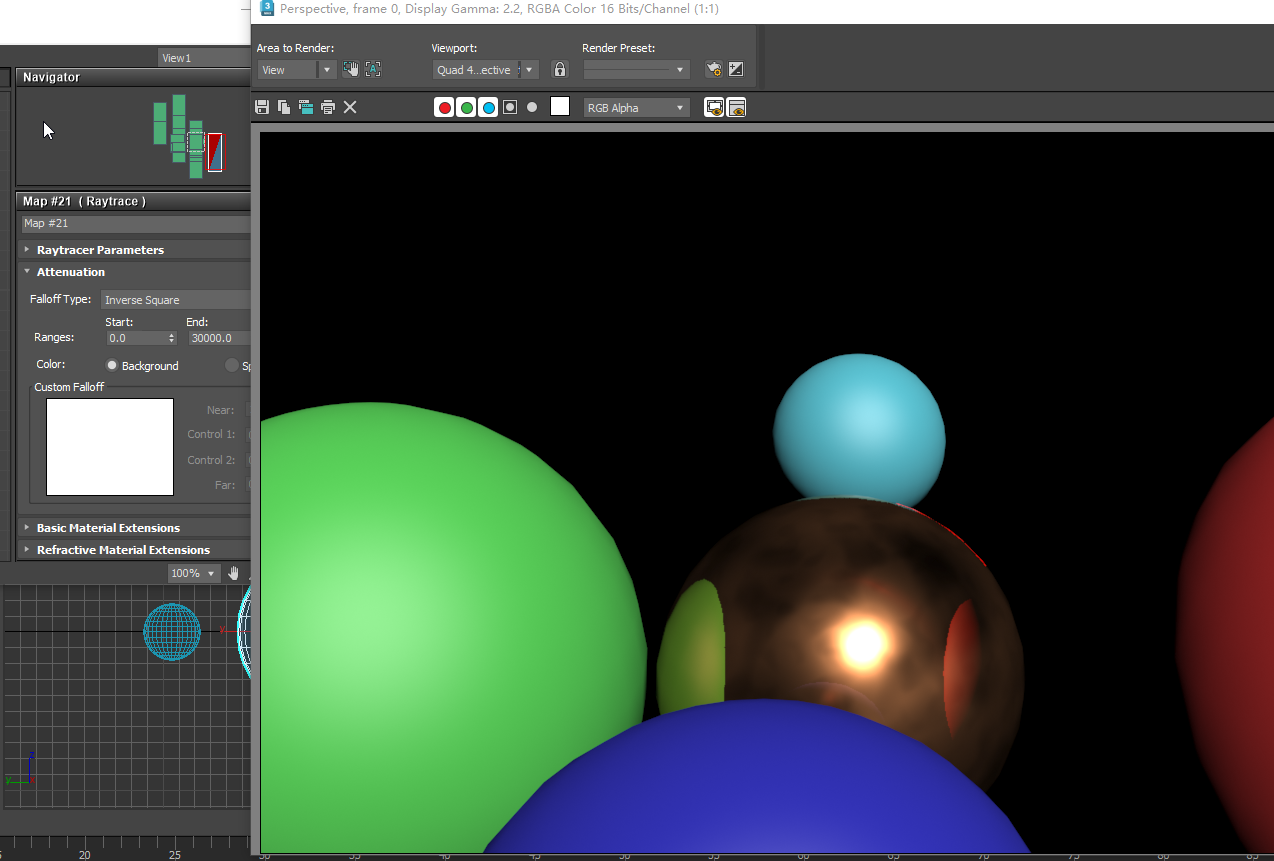 Perspective, frame 0, Display Gamma: 2.2, RGBA Color 16 Bits/Channel (1:1)
Area to Render:
Viewport:
Render Preset:
View
Quad 4...ective
RGB Alpha
View1
Navigator
Map #21 ( Raytrace )
Map #21
Raytracer Parameters
Attenuation
Falloff Type:
Inverse Square
Start:
End:
Ranges:
0.0
30000.0
Color:
Background
Sp
Custom Falloff
Near:
Control 1:
Control 2:
Far:
Basic Material Extensions
Refractive Material Extensions
100%
y
z
y
20
25